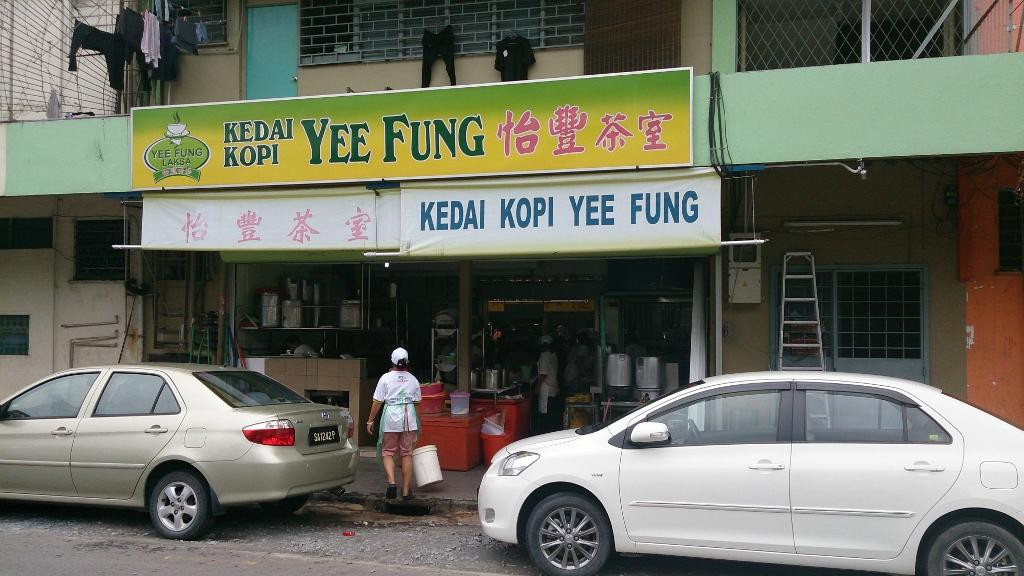 KEDAI KOPI YEE FUNG 怡豐茶室
YEE FUNG
LAKSA
怡豐茶室
KEDAI KOPI YEE FUNG
SA1242P